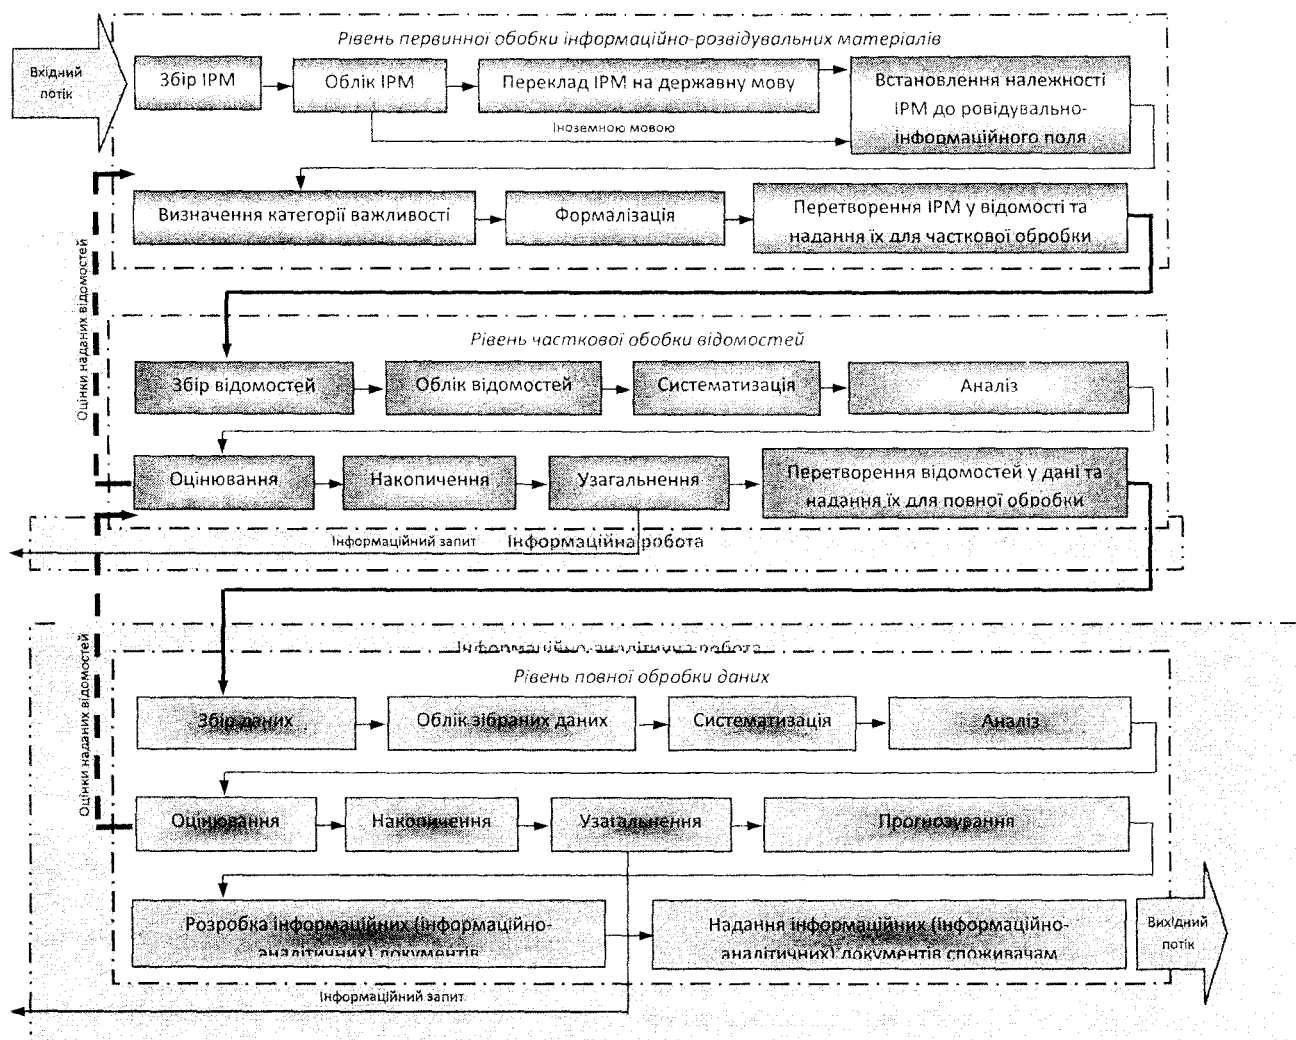 Рівень первинної обобки інформаційно-розвідувальних матеріалів
Вхідний
потік
Збір ІРМ
Облік ІРМ
Переклад ІРМ на державну мову
Встановлення належності
ІРМ до ровідувально-
інформаційного поля
Іноземною мовою
Визначення категорії важливості
Формалізація
Перетворення ІРМ у відомості та
надання їх для часткової обробки
Оцінки наданих відомостей
Рівень часткової обобки відомостей
Збір відомостей
Облік відомостей
Систематизація
Аналіз
Оцінювання
Накопичення
Узагальнення
Перетворення відомостей у дані та
надання їх для повної обробки
Інформаційний запит
Інформаційна робота
Інформаційно-аналітична робота
Рівень повної обробки даних
Оцінки наданих відомостей
Збір даних
Облік зібраних даних
Систематизація
Аналіз
Оцінювання
Накопичення
Узагальнення
Прогнозування
Розробка інформаційних (інформаційно-
аналітичних) документів
Надання інформаційних (інформаційно-
аналітичних) документів споживачам
Вихідний
потік
Інформаційний запит